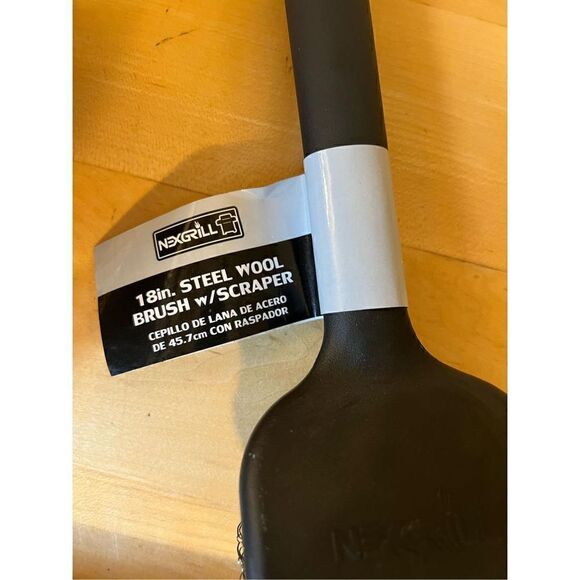 NEXGRILL
18in. STEEL WOOL
BRUSH w/SCRAPER
CEPILLO DE LANA DE ACERO
DE 45.7cm CON RASPADOR
NEXGRILL